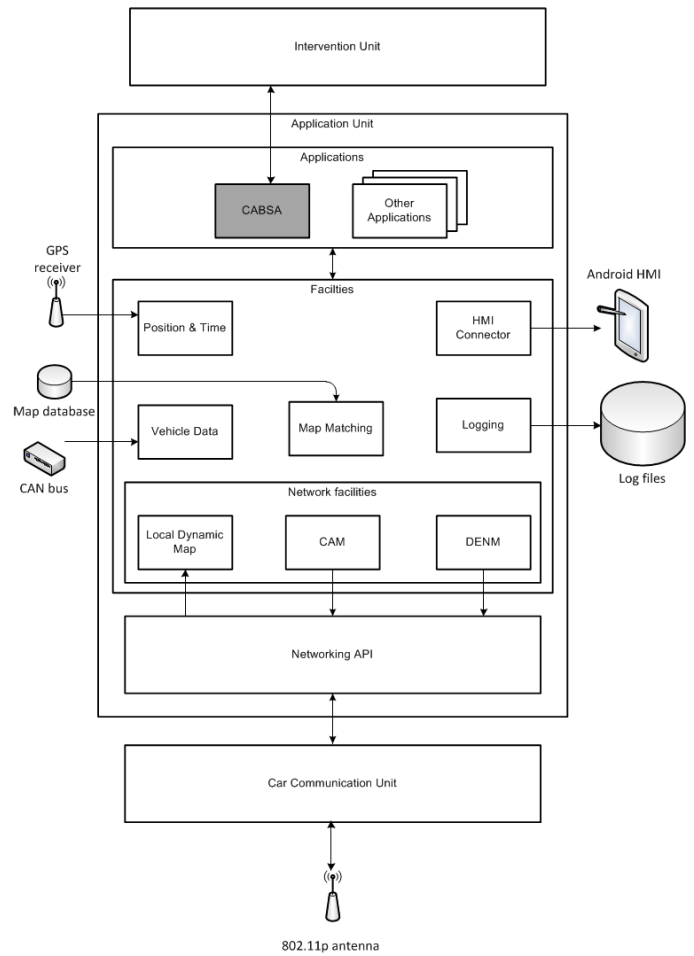 Intervention Unit
Application Unit
Applications
CABSA
Other
Applications
GPS
receiver
Facilties
Android HMI
Position & Time
HMI
Connector
Map database
Vehicle Data
Map Matching
Logging
CAN bus
Log files
Network facilities
Local Dynamic
Map
CAM
DENM
Networking API
Car Communication Unit
802.11p antenna